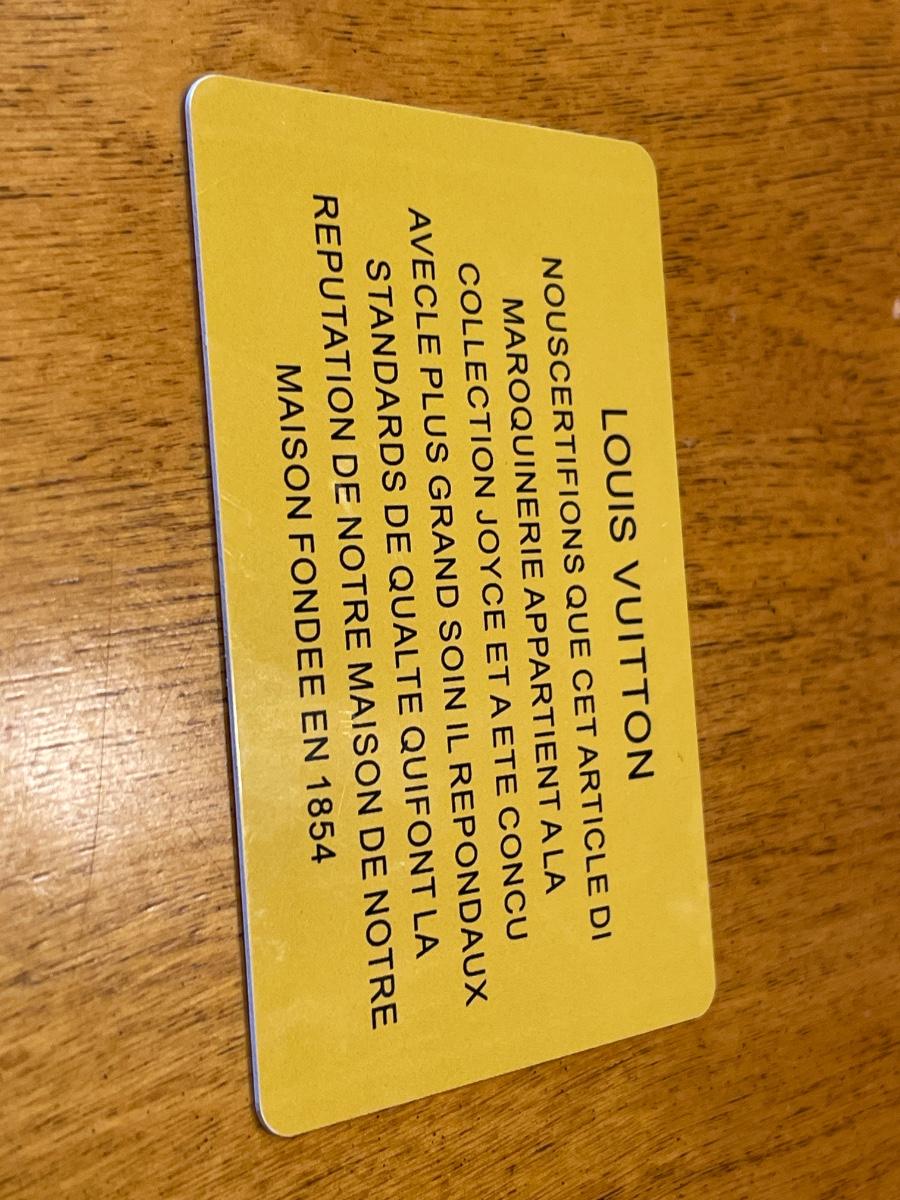 LOUIS VUITTON
NOUSCERTIFIONS QUE CET ARTICLE DI
MAROQUINERIE APPARTIENT A LA
COLLECTION JOYCE ET A ETE CONCU
AVECLE PLUS GRAND SOIN IL REPONDAUX
STANDARDS DE QUALTE QUIFONT LA
REPUTATION DE NOTRE MAISON DE NOTRE
MAISON FONDEE EN 1854